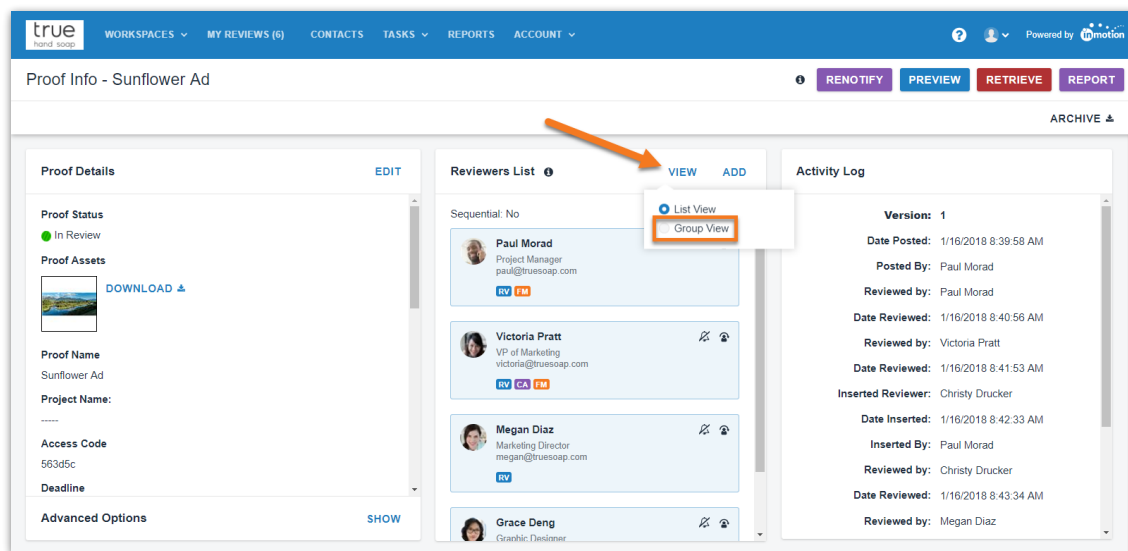 true
hand soap
WORKSPACES
MY REVIEWS (6)
CONTACTS
TASKS
REPORTS
ACCOUNT
?
Powered by inmotion
Proof Info - Sunflower Ad
i
RENOTIFY
PREVIEW
RETRIEVE
REPORT
ARCHIVE
Proof Details
EDIT
Proof Status
In Review
Proof Assets
DOWNLOAD
Proof Name
Sunflower Ad
Project Name:
-----
Access Code
563d5c
Deadline
Advanced Options
SHOW
Reviewers List i
VIEW
ADD
List View
Group View
Sequential: No
Paul Morad
Project Manager
paul@truesoap.com
RV FM
Victoria Pratt
VP of Marketing
victoria@truesoap.com
RV CA FM
Megan Diaz
Marketing Director
megan@truesoap.com
RV
Grace Deng
Graphic Designer
Activity Log
Version: 1
Date Posted: 1/16/2018 8:39:58 AM
Posted By: Paul Morad
Reviewed by: Paul Morad
Date Reviewed: 1/16/2018 8:40:56 AM
Reviewed by: Victoria Pratt
Date Reviewed: 1/16/2018 8:41:53 AM
Inserted Reviewer: Christy Drucker
Date Inserted: 1/16/2018 8:42:33 AM
Inserted By: Paul Morad
Reviewed by: Christy Drucker
Date Reviewed: 1/16/2018 8:43:34 AM
Reviewed by: Megan Diaz